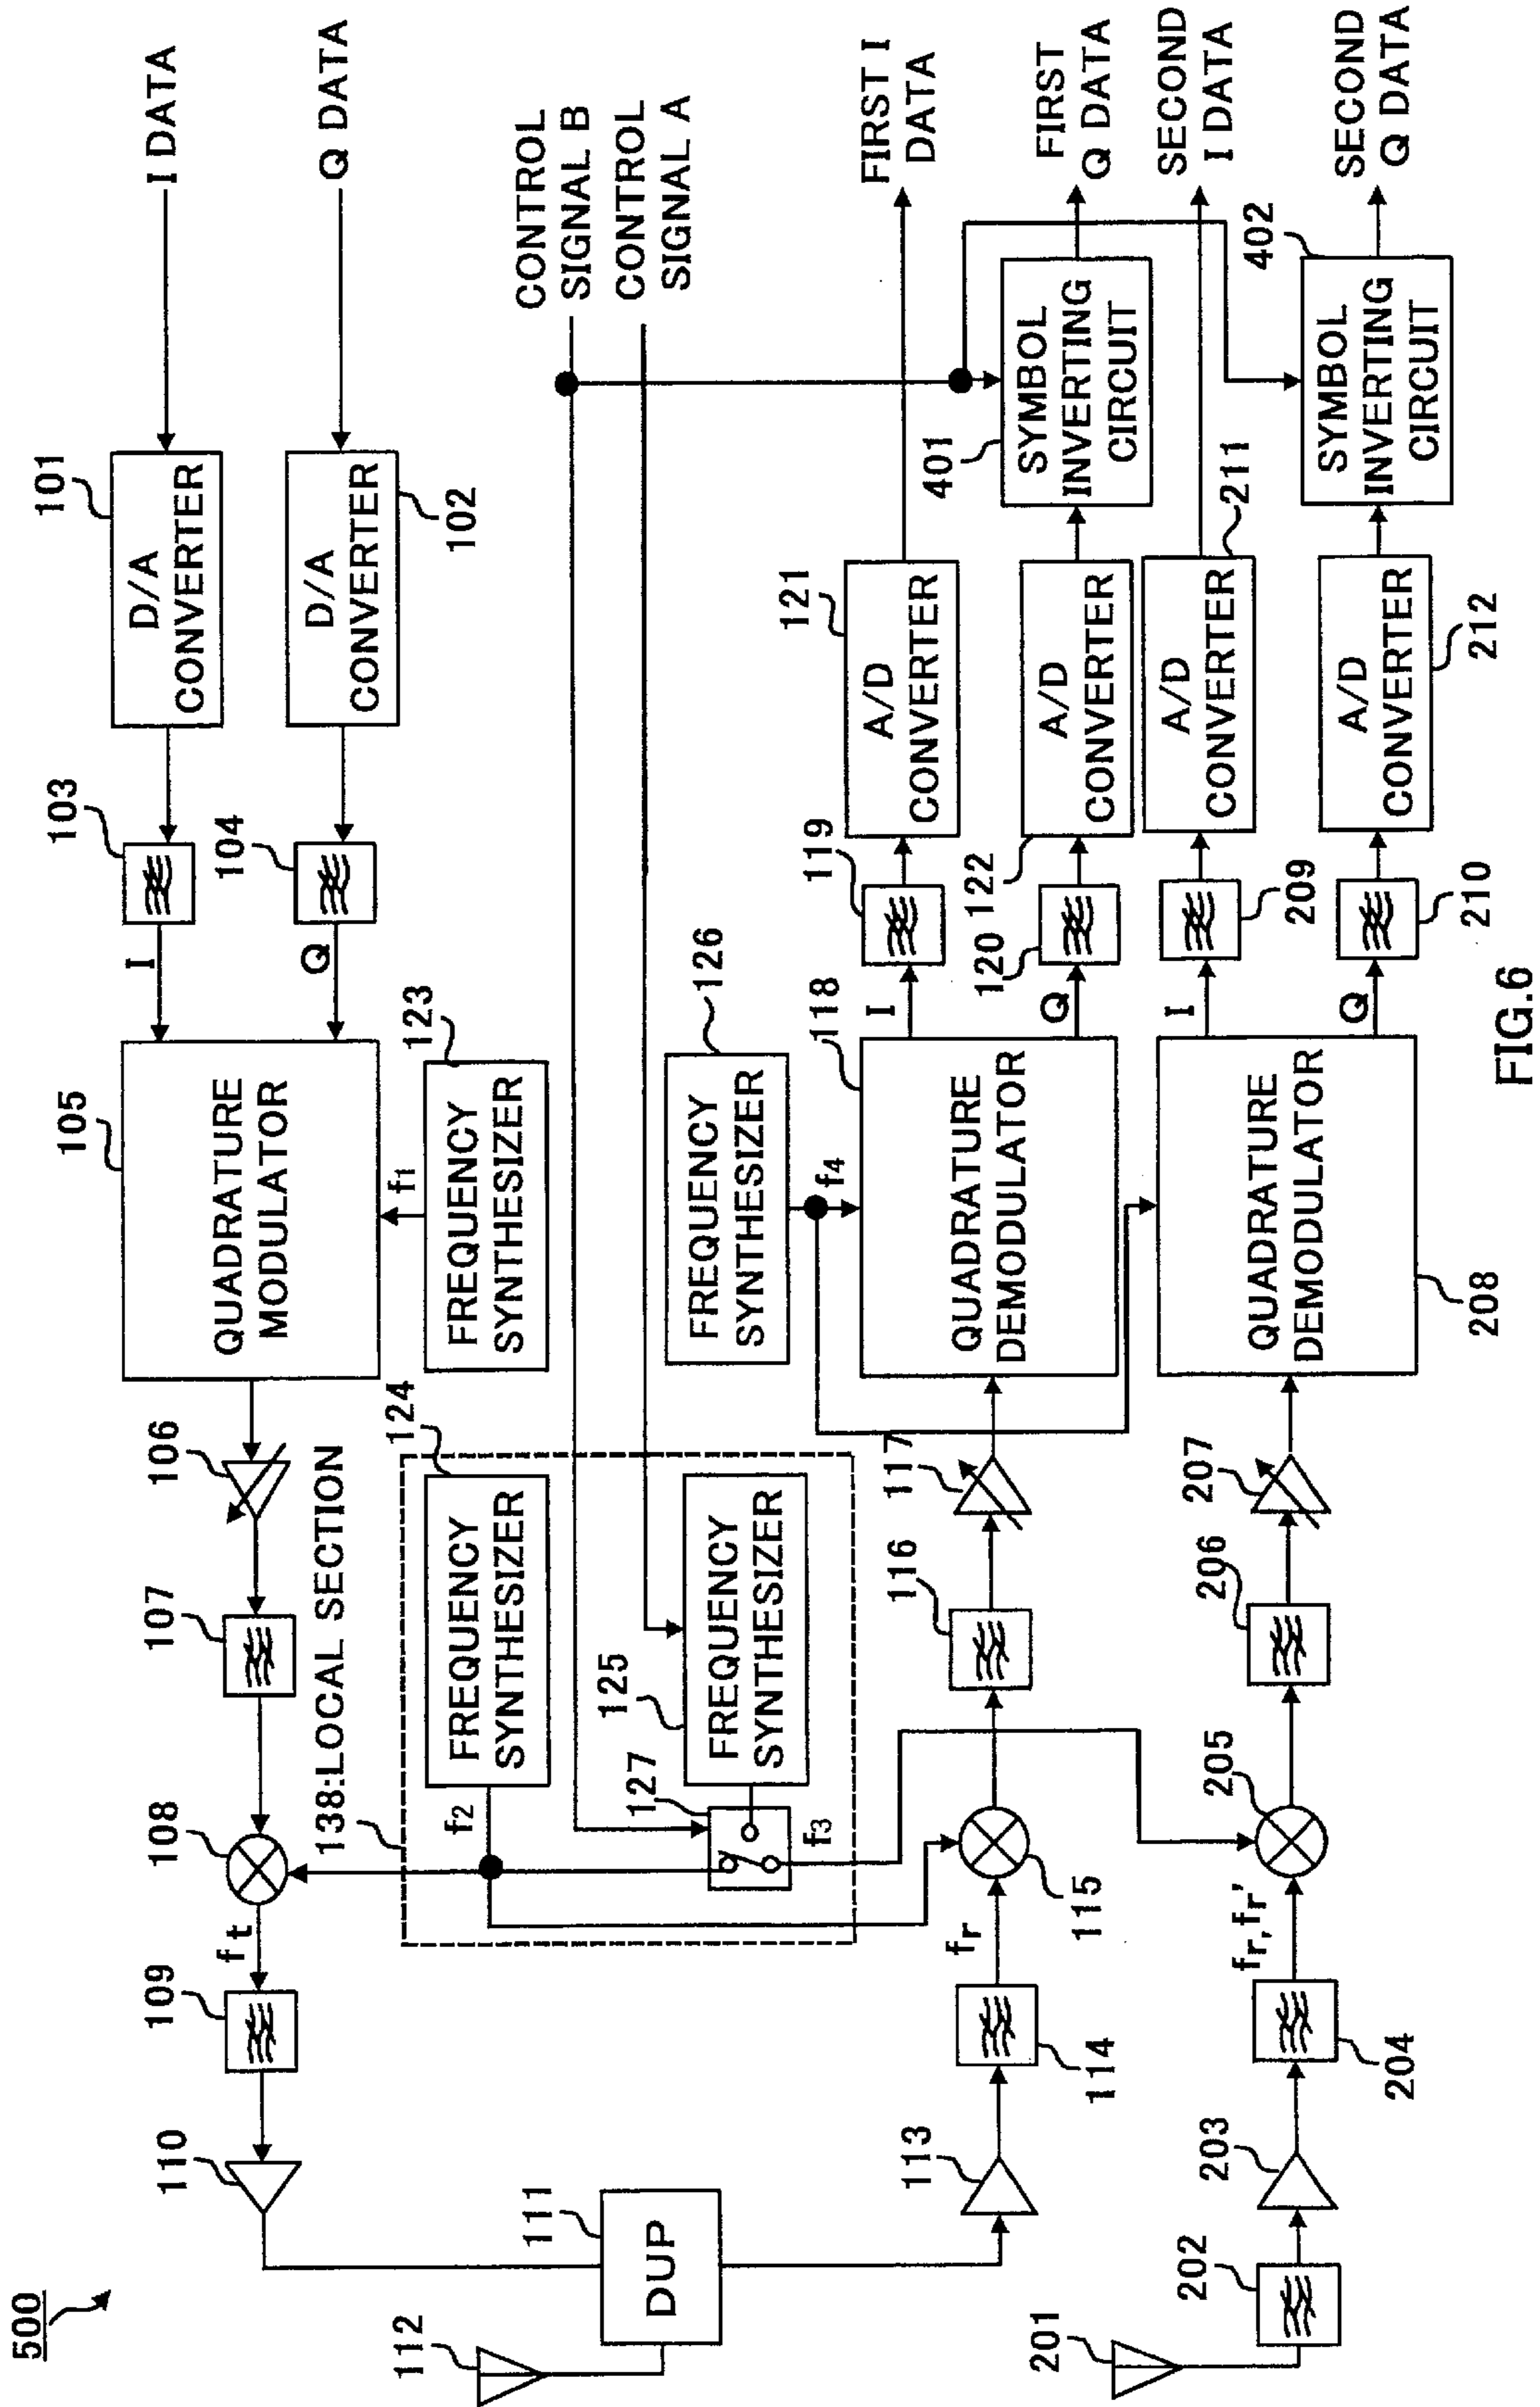 500
I DATA
Q DATA
101
D/A
CONVERTER
D/A
CONVERTER
102
103
104
I
Q
105
QUADRATURE
MODULATOR
f1
123
FREQUENCY
SYNTHESIZER
106
107
108
ft
109
110
111
DUP
112
138:LOCAL SECTION
124
FREQUENCY
SYNTHESIZER
f2
125
FREQUENCY
SYNTHESIZER
127
f3
CONTROL
SIGNAL B
CONTROL
SIGNAL A
126
FREQUENCY
SYNTHESIZER
f4
113
114
fr
115
116
117
118
QUADRATURE
DEMODULATOR
I
Q
119
120
121
A/D
CONVERTER
122
A/D
CONVERTER
401
SYMBOL
INVERTING
CIRCUIT
FIRST I
DATA
FIRST
Q DATA
201
202
203
204
fr,fr'
205
206
207
208
QUADRATURE
DEMODULATOR
I
Q
209
210
211
A/D
CONVERTER
212
A/D
CONVERTER
402
SYMBOL
INVERTING
CIRCUIT
SECOND
I DATA
SECOND
Q DATA
FIG.6